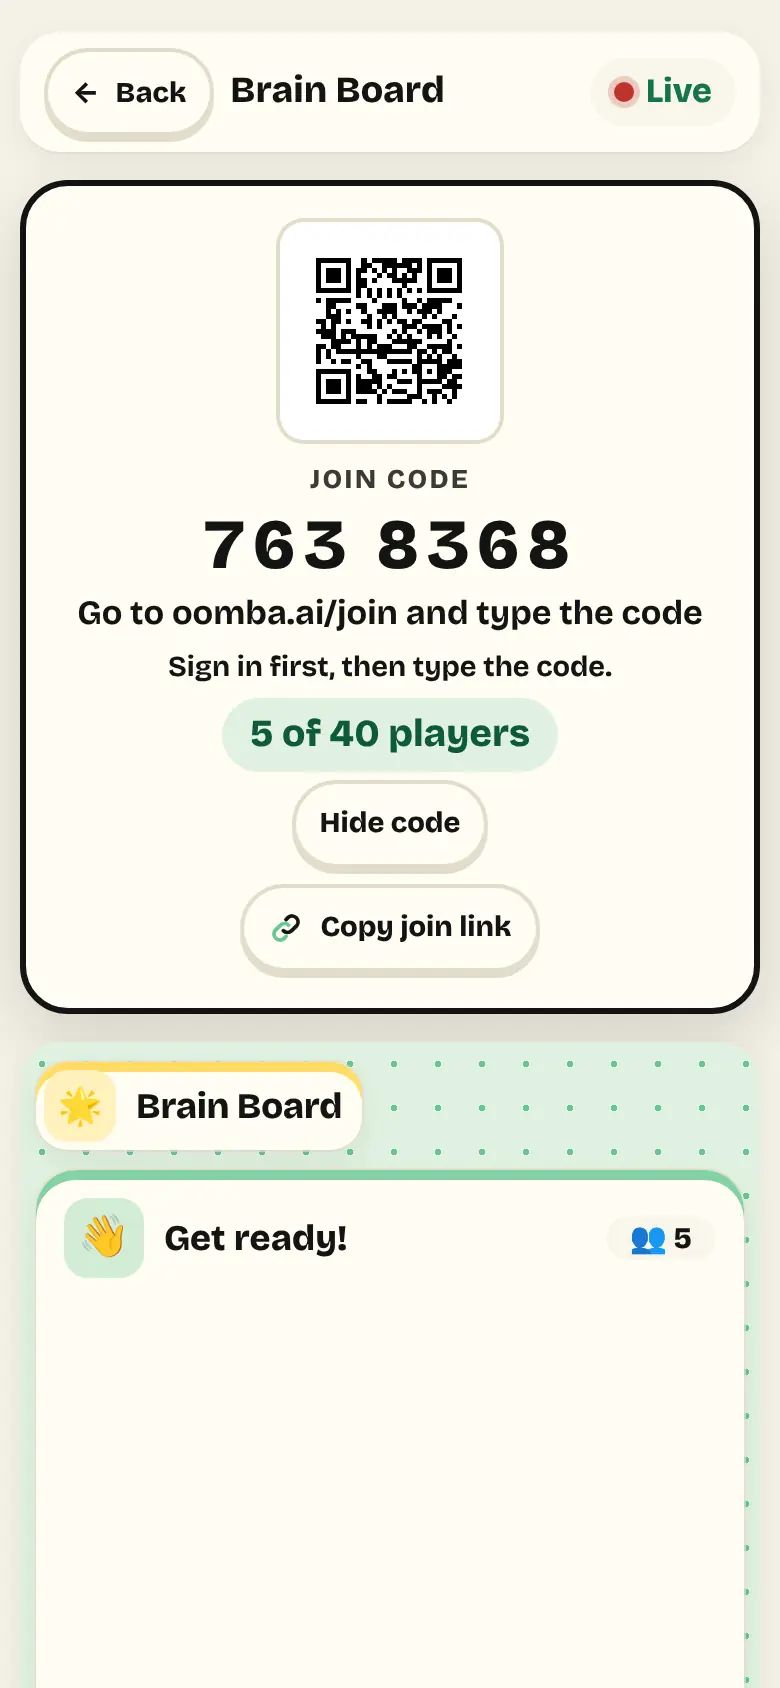 Back
Brain Board
Live
JOIN CODE
763 8368
Go to oomba.ai/join and type the code
Sign in first, then type the code.
5 of 40 players
Hide code
Copy join link
Brain Board
Get ready!
5